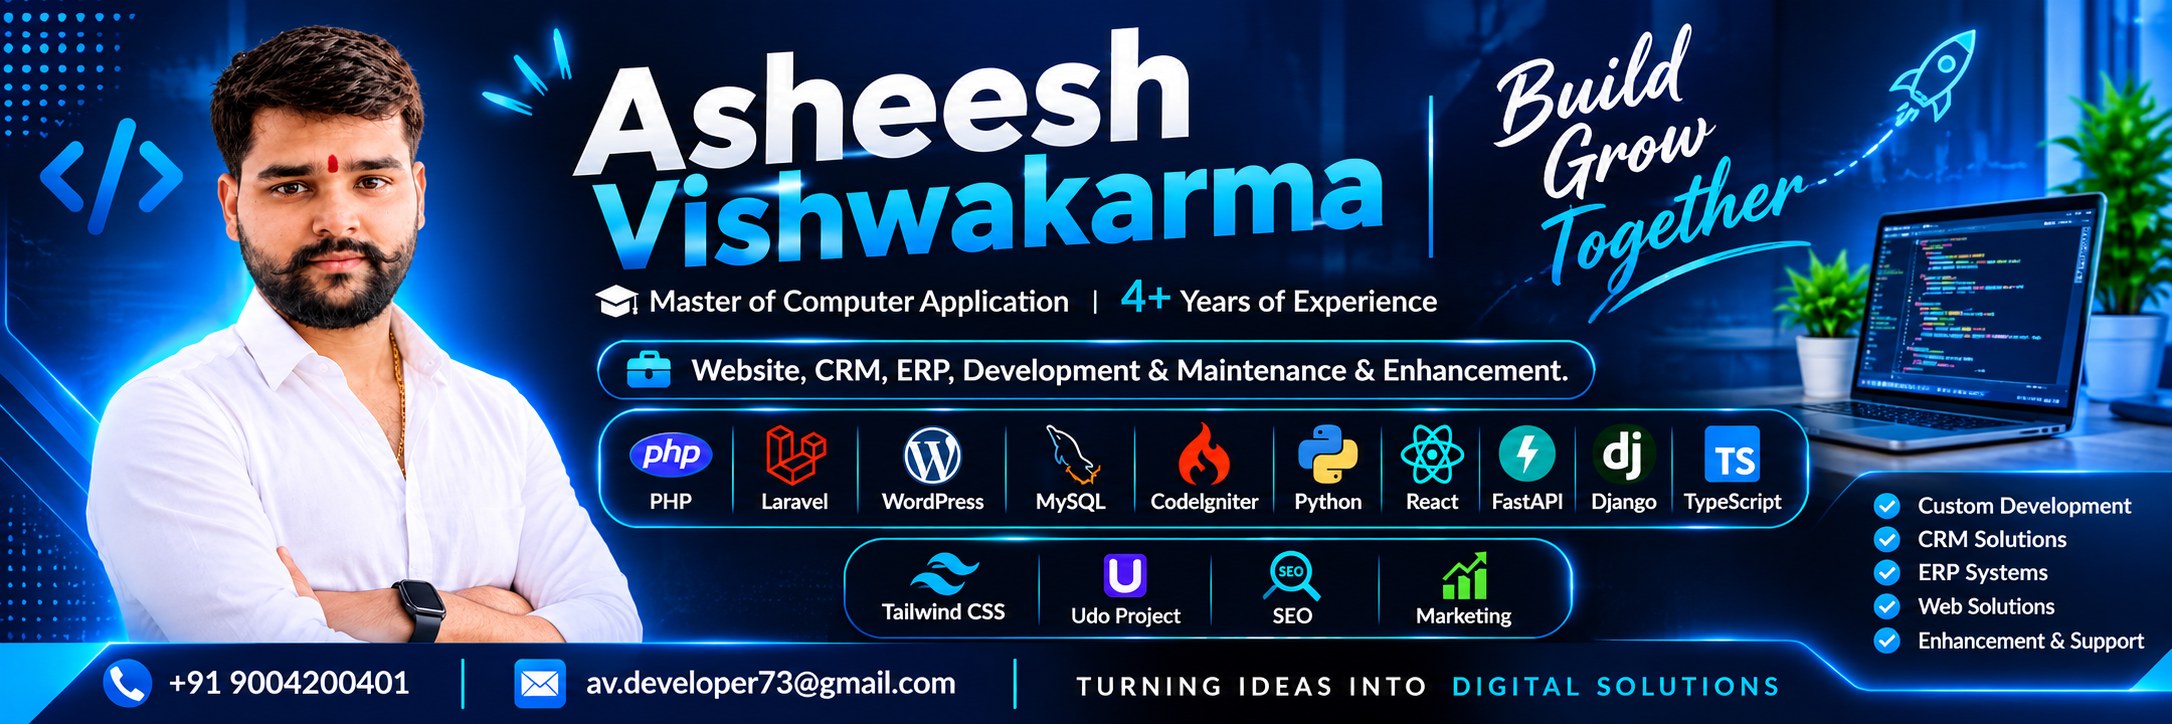 Asheesh
Vishwakarma
Master of Computer Application | 4+ Years of Experience
Website, CRM, ERP, Development & Maintenance & Enhancement.
php
PHP
Laravel
W
WordPress
MySQL
CodeIgniter
Python
React
FastAPI
dj
Django
TS
TypeScript
Tailwind CSS
U
Udo Project
SEO
SEO
Marketing
Build
Grow
Together
Custom Development
CRM Solutions
ERP Systems
Web Solutions
Enhancement & Support
+91 9004200401
av.developer73@gmail.com
TURNING IDEAS INTO DIGITAL SOLUTIONS